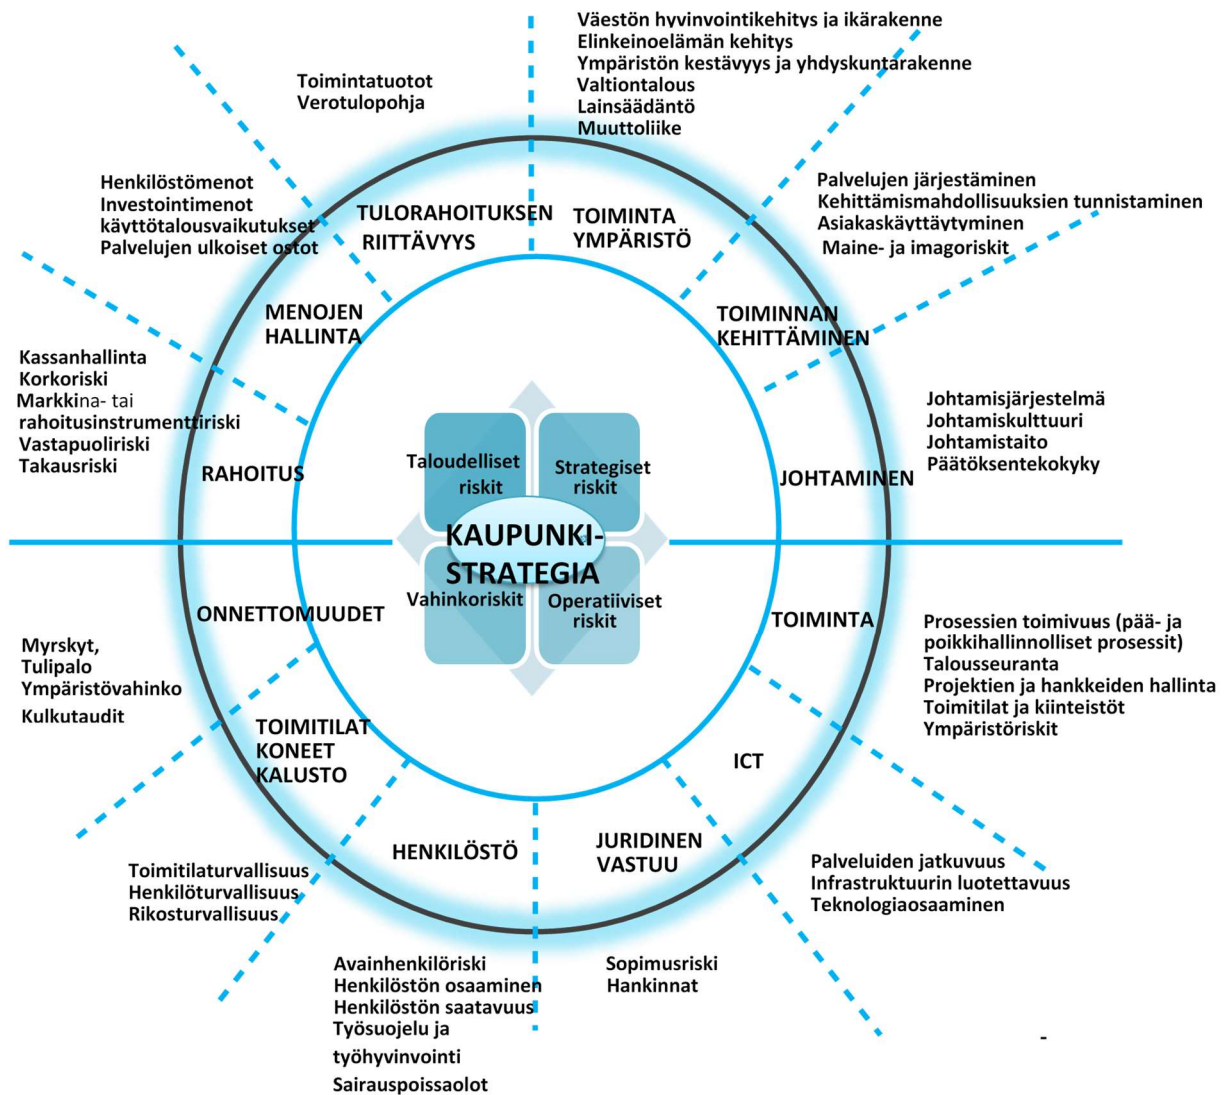 Väestön hyvinvointikehitys ja ikärakenne
Elinkeinoelämän kehitys
Ympäristön kestävyys ja yhdyskuntarakenne
Valtiontalous
Lainsäädäntö
Muuttoliike
Toimintatuotot
Verotulopohja
Henkilöstömenot
Investointimenot
käyttötalousvaikutukset
Palvelujen ulkoiset ostot
Palvelujen järjestäminen
Kehittämismahdollisuuksien tunnistaminen
Asiakaskäyttäytyminen
Maine- ja imagoriskit
TULORAHOITUKSEN
RIITTÄVYYS
TOIMINTA
YMPÄRISTÖ
MENOJEN
HALLINTA
TOIMINNAN
KEHITTÄMINEN
Kassanhallinta
Korkoriski
Markkina- tai
rahoitusinstrumenttiriski
Vastapuoliriski
Takausriski
Johtamisjärjestelmä
Johtamiskulttuuri
Johtamistaito
Päätöksentekokyky
RAHOITUS
JOHTAMINEN
Taloudelliset
riskit
Strategiset
riskit
KAUPUNKI-
STRATEGIA
Vahinkoriskit
Operatiiviset
riskit
ONNETTOMUUDET
TOIMINTA
Myrskyt,
Tulipalo
Ympäristövahinko
Kulkutaudit
Prosessien toimivuus (pää- ja
poikkihallinnolliset prosessit)
Talousseuranta
Projektien ja hankkeiden hallinta
Toimitilat ja kiinteistöt
Ympäristöriskit
TOIMITILAT
KONEET
KALUSTO
ICT
HENKILÖSTÖ
JURIDINEN
VASTUU
Toimitilaturvallisuus
Henkilöturvallisuus
Rikosturvallisuus
Palveluiden jatkuvuus
Infrastruktuurin luotettavuus
Teknologiaosaaminen
Avainhenkilöriski
Henkilöstön osaaminen
Henkilöstön saatavuus
Työsuojelu ja
työhyvinvointi
Sairauspoissaolot
Sopimusriski
Hankinnat
-